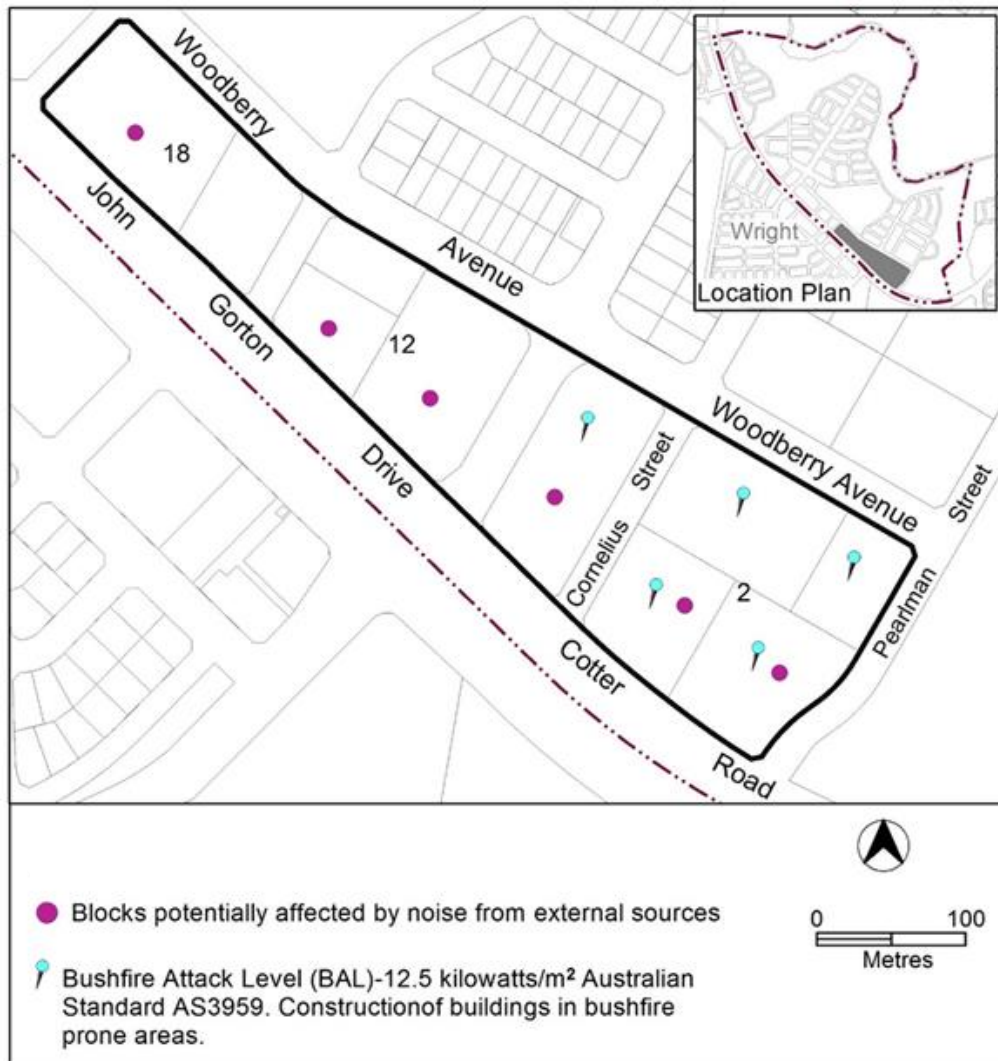 Woodberry
Avenue
Woodberry Avenue
Wright
Location Plan
18
John
Gorton
Drive
12
Cornelius
Street
2
Street
Pearlman
Cotter
Road
Blocks potentially affected by noise from external sources
Bushfire Attack Level (BAL)-12.5 kilowatts/m² Australian
Standard AS3959. Constructionof buildings in bushfire
prone areas.
0 100
Metres